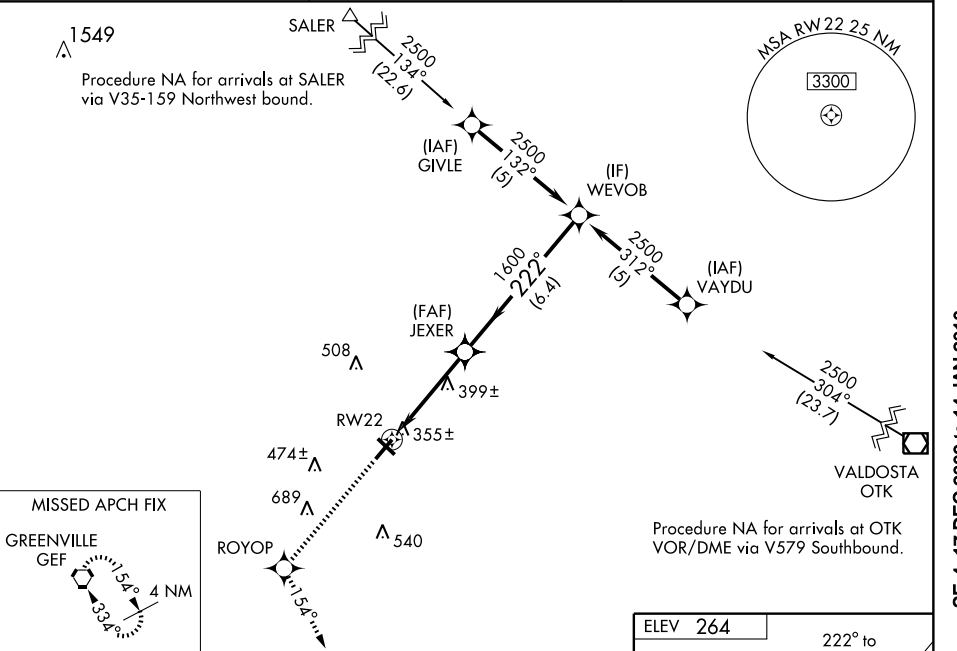 1549
SALER
Procedure NA for arrivals at SALER
via V35-159 Northwest bound.
2500
134°
(22.6)
MSA RW22 25 NM
3300
(IAF)
GIVLE
2500
132°
(5)
(IF)
WEVOB
2500
312°
(5)
(IAF)
VAYDU
1600
222°
(6.4)
(FAF)
JEXER
508
399±
RW22
355±
474±
689
540
2500
304°
(23.7)
VALDOSTA
OTK
Procedure NA for arrivals at OTK
VOR/DME via V579 Southbound.
MISSED APCH FIX
GREENVILLE
GEF
154°
4 NM
334°
ROYOP
154°
ELEV 264
222° to